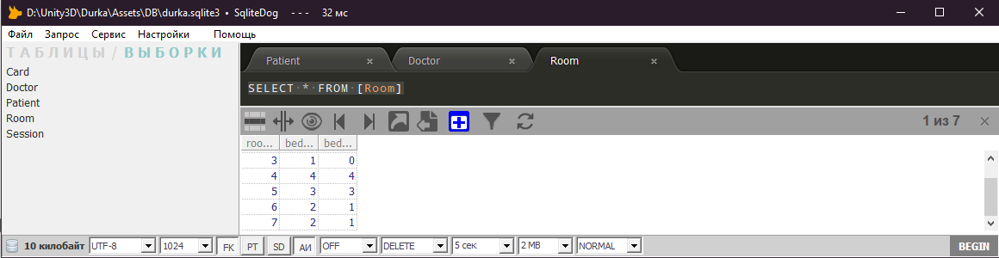 D:\Unity3D\Durka\Assets\DB\durka.sqlite3 • SqliteDog - - - 32 мс
Файл Запрос Сервис Настройки Помощь
ТАБЛИЦЫ / ВЫБОРКИ
Card
Doctor
Patient
Room
Session
Patient × Doctor × Room ×
SELECT * FROM [Room]
1 из 7
roo... bed... bed...
3 1 0
4 4 4
5 3 3
6 2 1
7 2 1
10 килобайт UTF-8 1024 FK PT SD АИ OFF DELETE 5 сек 2 MB NORMAL BEGIN